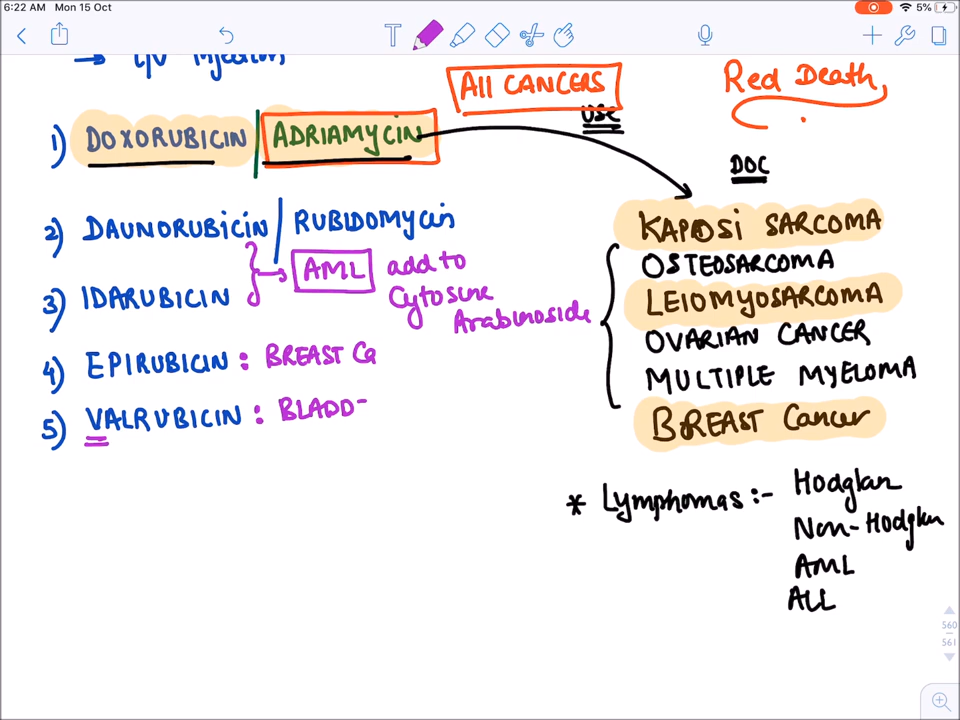 6:22 AM Mon 15 Oct
5%
T
→ I/V Injection
All CANCERS
Red Death
USE
1) DOXORUBICIN / ADRIAMYCIN
DOC
2) DAUNORUBICIN / RUBIDOMYCIN
KAPOSI SARCOMA
AML add to
Cytosine
Arabinoside
OSTEOSARCOMA
3) IDARUBICIN
LEIOMYOSARCOMA
OVARIAN CANCER
4) EPIRUBICIN : BREAST Ca
MULTIPLE MYELOMA
5) VALRUBICIN : BLADD
BREAST Cancer
* Lymphomas :- Hodgkin
Non-Hodgkin
AML
ALL
560
561